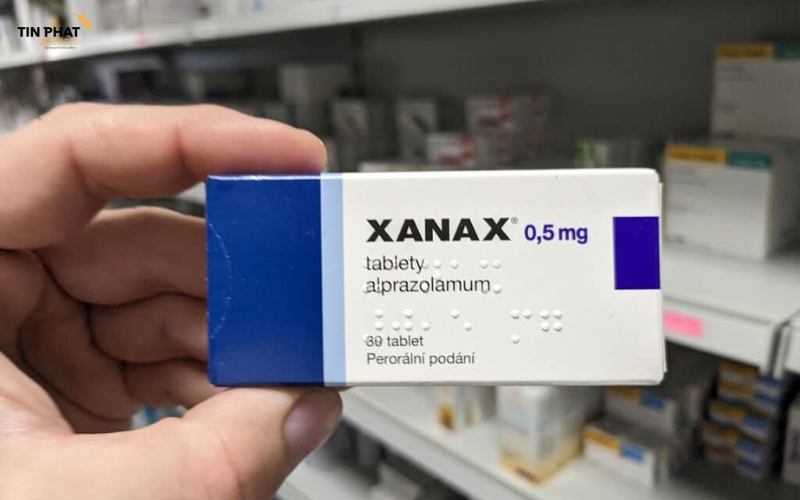 TIN PHAT
XANAX® 0,5 mg
tablety
alprazolamum
30 tablet
Perorální podání